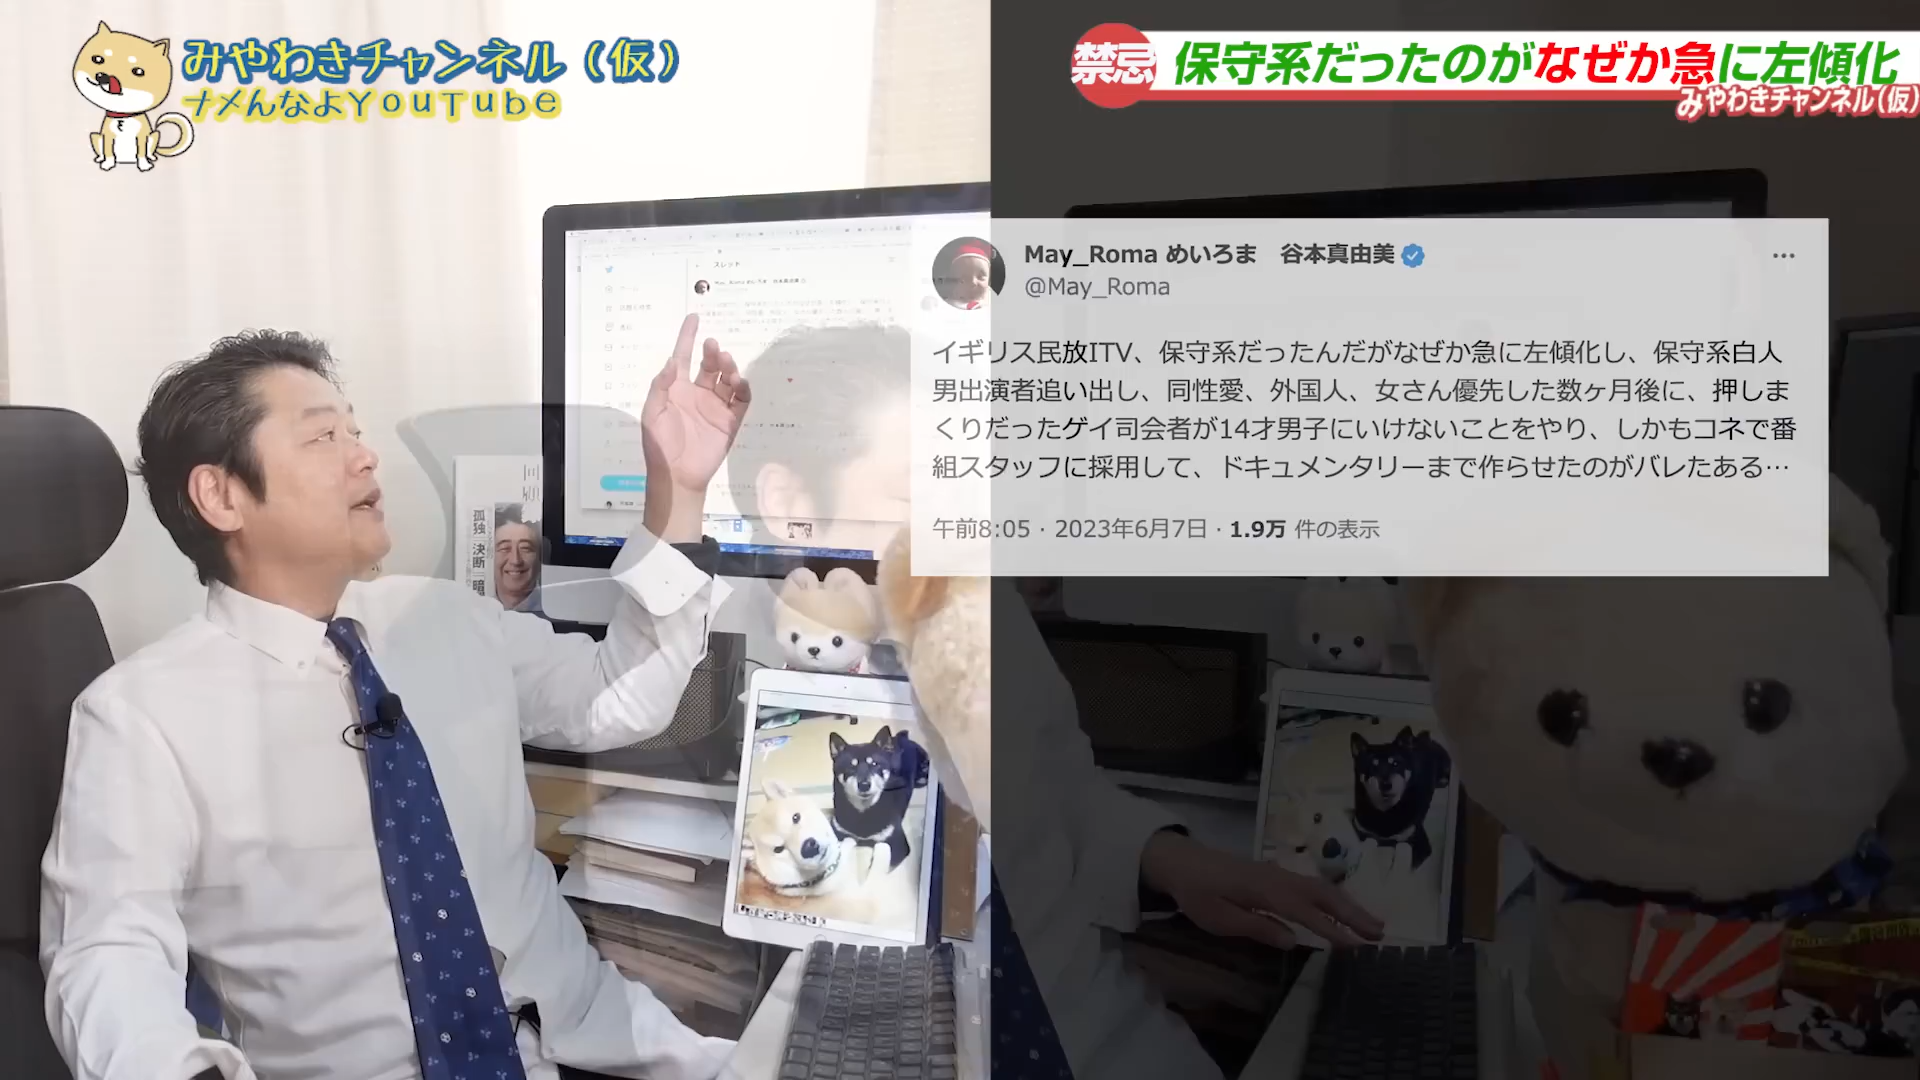 みやわきチャンネル（仮）
ナメんなよYouTube
禁忌 保守系だったのがなぜか急に左傾化
みやわきチャンネル（仮）
May_Roma めいろま　谷本真由美
@May_Roma
イギリス民放ITV、保守系だったんだがなぜか急に左傾化し、保守系白人
男出演者追い出し、同性愛、外国人、女さん優先した数ヶ月後に、押しま
くりだったゲイ司会者が14才男子にいけないことをやり、しかもコネで番
組スタッフに採用して、ドキュメンタリーまで作らせたのがバレたある…
午前8:05 · 2023年6月7日 · 1.9万 件の表示
スレッド
孤独
決断